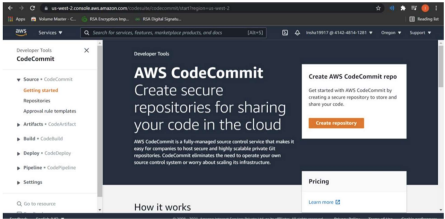 us-west-2.console.aws.amazon.com/codesuite/codecommit/start?region=us-west-2
Apps
Volume Master - C...
RSA Encryption Imp...
RSA Digital Signatu...
Reading list
aws
Services
Search for services, features, marketplace products, and docs
[Alt+S]
Oregon
Support
Developer Tools
CodeCommit
Source • CodeCommit
Getting started
Repositories
Approval rule templates
Artifacts • CodeArtifact
Build • CodeBuild
Deploy • CodeDeploy
Pipeline • CodePipeline
Settings
Go to resource
Developer Tools
AWS CodeCommit
Create secure
repositories for sharing
your code in the cloud
AWS CodeCommit is a fully-managed source control service that makes it
easy for companies to host secure and highly scalable private Git
repositories. CodeCommit eliminates the need to operate your own
source control system or worry about scaling its infrastructure.
How it works
Create AWS CodeCommit repo
Get started with AWS CodeCommit by
creating a secure repository to store and
share your code.
Create repository
Pricing
Learn more